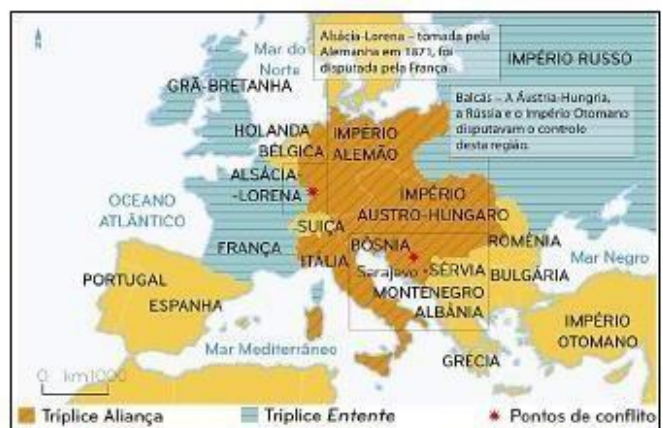 Alsácia-Lorena – tomada pela
Alemanha em 1871, foi
disputada pela França.
Mar do
Norte
IMPÉRIO RUSSO
GRÃ-BRETANHA
Balcãs – A Áustria-Hungria,
a Rússia e o Império Otomano
disputavam o controle
desta região.
HOLANDA
BÉLGICA
IMPÉRIO
ALEMÃO
ALSÁCIA-
-LORENA
OCEANO
ATLÂNTICO
IMPÉRIO
AUSTRO-HUNGARO
SUIÇA
FRANÇA
BÓSNIA
ROMÊNIA
ITÁLIA
Mar Negro
Sarajevo
SÉRVIA
BULGÁRIA
PORTUGAL
MONTENEGRO
ESPANHA
ALBÂNIA
IMPÉRIO
OTOMANO
Mar Mediterrâneo
GRÉCIA
0 km1000
Tríplice Aliança
Tríplice Entente
Pontos de conflito